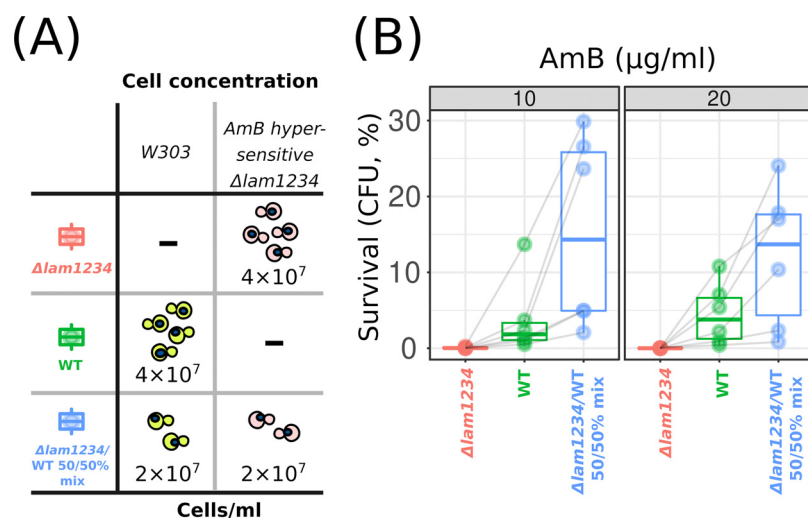 (A)
Cell concentration
W303
AmB hyper-
sensitive
Δlam1234
Δlam1234
–
4×10⁷
WT
4×10⁷
–
Δlam1234/
WT 50/50%
mix
2×10⁷
2×10⁷
Cells/ml
(B)
AmB (μg/ml)
10
20
Survival (CFU, %)
30
20
10
0
Δlam1234
WT
Δlam1234/WT
50/50% mix
Δlam1234
WT
Δlam1234/WT
50/50% mix